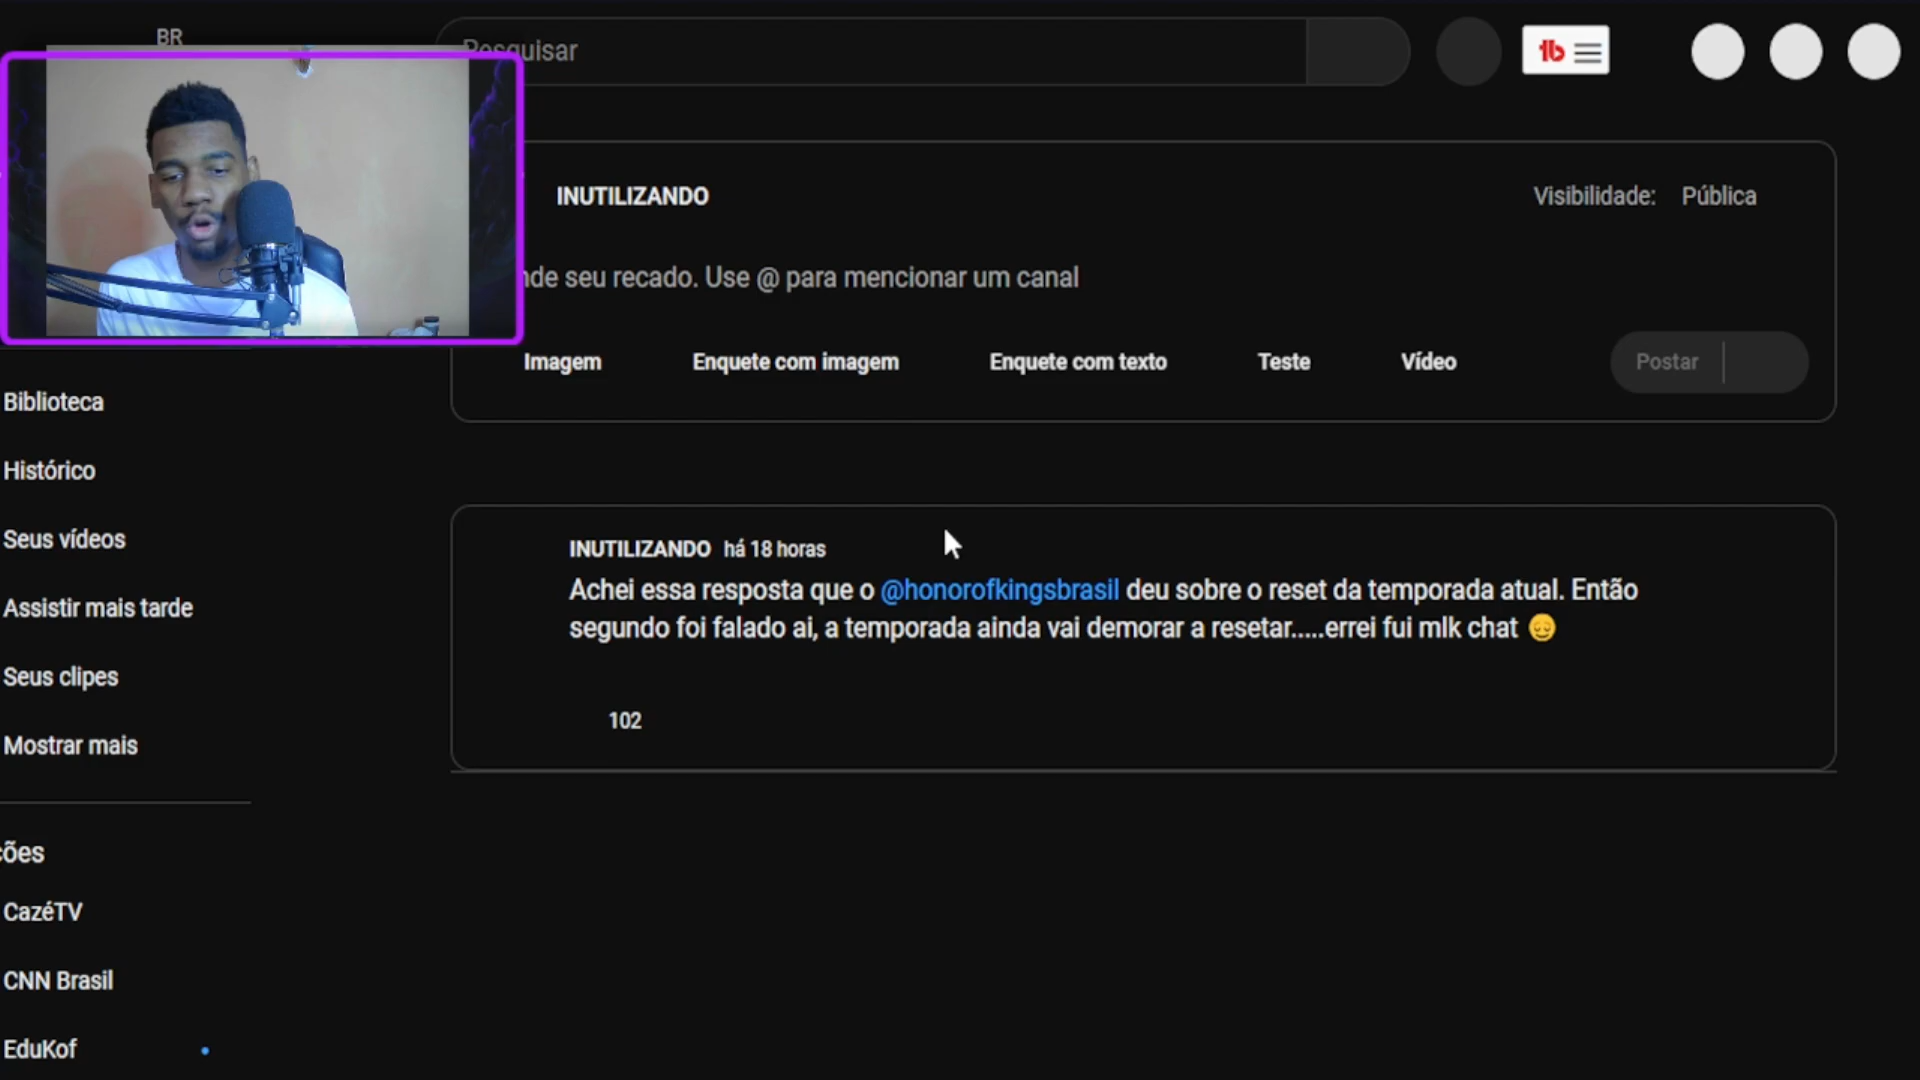 BR
Pesquisar
INUTILIZANDO
Visibilidade: Pública
nde seu recado. Use @ para mencionar um canal
Imagem
Enquete com imagem
Enquete com texto
Teste
Vídeo
Postar
Biblioteca
Histórico
Seus vídeos
Assistir mais tarde
Seus clipes
Mostrar mais
ções
CazéTV
CNN Brasil
EduKof
INUTILIZANDO há 18 horas
Achei essa resposta que o @honorofkingsbrasil deu sobre o reset da temporada atual. Então
segundo foi falado ai, a temporada ainda vai demorar a resetar.....errei fui mlk chat 😔
102